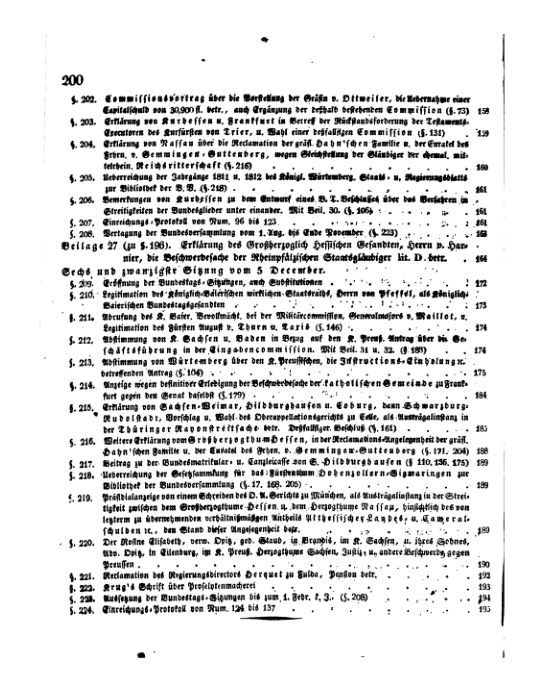 200
§. 202. Commissionsvortrag über die Vorstellung der Gräfin v. Ottweiler, die Uebernahme einer
Capitalschuld von 30,900 fl. betr., auch Ergänzung der deßhalb bestehenden Commission (§. 73) 158
§. 203. Erklärung von Kurhessen u. Frankfurt in Betreff der Rückstandsforderung der Testaments-
Executoren des Kurfürsten von Trier, u. Wahl einer deßfallsigen Commission (§. 131) . 159
§. 204. Erklärung von Nassau über die Reclamation der gräfl. Hahn'schen Familie u. der Curatel des
Frhrn. v. Gemmingen-Guttenberg, wegen Gleichstellung der Gläubiger der ehemal. mit-
telrhein. Reichsritterschaft (§. 216) . . . . . . 160
§. 205. Ueberreichung der Jahrgänge 1811 u. 1812 des Königl. Würtemberg. Staats- u. Regierungsblatts
zur Bibliothek der B. V. (§. 218) . . . . . . 161
§. 206. Bemerkungen von Kurhessen zu dem Entwurf eines B. T. Beschlusses über das Verfahren in
Streitigkeiten der Bundesglieder unter einander. Mit Beil. 30. (§. 106) . . . . 161
§. 207. Einreichungs-Protokoll von Num. 96 bis 123 . . . . . . 161
§. 208. Vertagung der Bundesversammlung vom 1. Aug. bis Ende November (§. 223) . . . 163
Beilage 27 (zu §. 196). Erklärung des Großherzoglich Hessischen Gesandten, Herrn v. Har-
nier, die Beschwerdesache der Rheinpfälzischen Staatsgläubiger lit. D. betr. . 164
Sechs und zwanzigste Sitzung vom 5 December.
§. 209. Eröffnung der Bundestags-Sitzungen, auch Substitutionen . . . . . 172
§. 210. Legitimation des Königlich-Baierischen wirklichen Staatsraths, Herrn von Pfeffel, als Königlich-
Baierischen Bundestagsgesandten . . . . . . 173
§. 211. Abrufung des K. Baier. Bevollmächt. bei der Militärcommission, Generalmajors v. Maillot, u.
Legitimation des Fürsten August v. Thurn u. Taxis (§. 146) . . . . . 174
§. 212. Abstimmung von K. Sachsen u. Baden in Bezug auf den K. Preuß. Antrag über die Ge-
schäftsführung in der Eingabencommission. Mit Beil. 31 u. 32. (§ 183) . 174
§. 213. Abstimmung von Würtemberg über den K. Preussischen, die Instructions-Einholung ꝛc.
betreffenden Antrag (§. 104) . . . . . . 175
§. 214. Anzeige wegen definitiver Erledigung der Beschwerdesache der katholischen Gemeinde zu Frank-
furt gegen den Senat daselbst (§. 179) . . . . . . 184
§. 215. Erklärung von Sachsen-Weimar, Hildburghausen u. Coburg, dann Schwarzburg-
Rudolstadt, Vorschlag u. Wahl des Oberappellationsgerichts zu Celle, als Austrägalinstanz in
der Thüringer Rayonstreitsache betr. Deßfallsiger Beschluß (§. 161) . . . 185
§. 216. Weitere Erklärung vom Großherzogthum Hessen, in der Reclamations-Angelegenheit der gräfl.
Hahn'schen Familie u. der Curatel des Frhrn. v. Gemmingen-Guttenberg (§. 171. 204) 188
§. 217. Beitrag zu der Bundesmatrikular- u. Canzleicasse von S. Hildburghausen (§ 110, 136, 175) 189
§. 218. Ueberreichung der Gesetzsammlung für das Fürstenthum Hohenzollern-Sigmaringen zur
Bibliothek der Bundesversammlung (§. 17. 168. 205) . . . . . . 189
§. 219. Präsidialanzeige von einem Schreiben des O. A. Gerichts zu München, als Austrägalinstanz in der Strei-
tigkeit zwischen dem Großherzogthume Hessen u. dem Herzogthume Nassau, hinsichtlich des von
letzterm zu übernehmenden verhältnißmäßigen Antheils Althessischer Landes- u. Cameral-
schulden ꝛc., den Stand dieser Angelegenheit betr. . . . . . 189
§. 220. Der Rosine Elisabeth, verw. Opitz, geb. Glaub, in Brandis, im K. Sachsen, u. ihres Sohnes,
Adv. Opitz, in Eilenburg, im K. Preuß. Herzogthume Sachsen, Justiz- u. andere Beschwerde gegen
Preussen . . . . . . 190
§. 221. Reclamation des Regierungsdirectors Herquet zu Fulda, Pension betr. . . . 192
§. 222. Krug's Schrift über Proselytenmacherei . . . . . . 193
§. 223. Aussetzung der Bundestags-Sitzungen bis zum 1. Febr. k. J. (§. 208) . . . 194
§. 224. Einreichungs-Protokoll von Num. 124 bis 137 . . . . . . 195